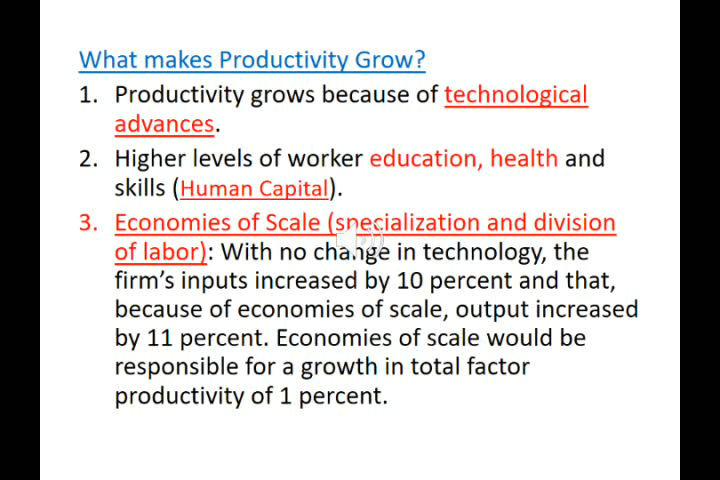 What makes Productivity Grow?
1. Productivity grows because of technological
advances.
2. Higher levels of worker education, health and
skills (Human Capital).
3. Economies of Scale (specialization and division
of labor): With no change in technology, the
firm's inputs increased by 10 percent and that,
because of economies of scale, output increased
by 11 percent. Economies of scale would be
responsible for a growth in total factor
productivity of 1 percent.